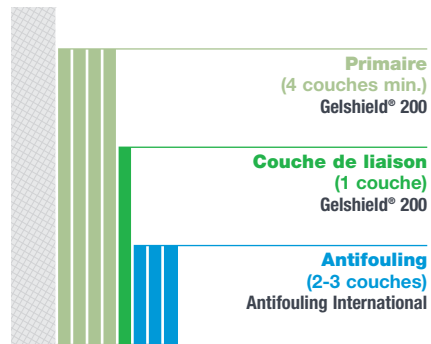 Primaire
(4 couches min.)
Gelshield® 200
Couche de liaison
(1 couche)
Gelshield® 200
Antifouling
(2-3 couches)
Antifouling International